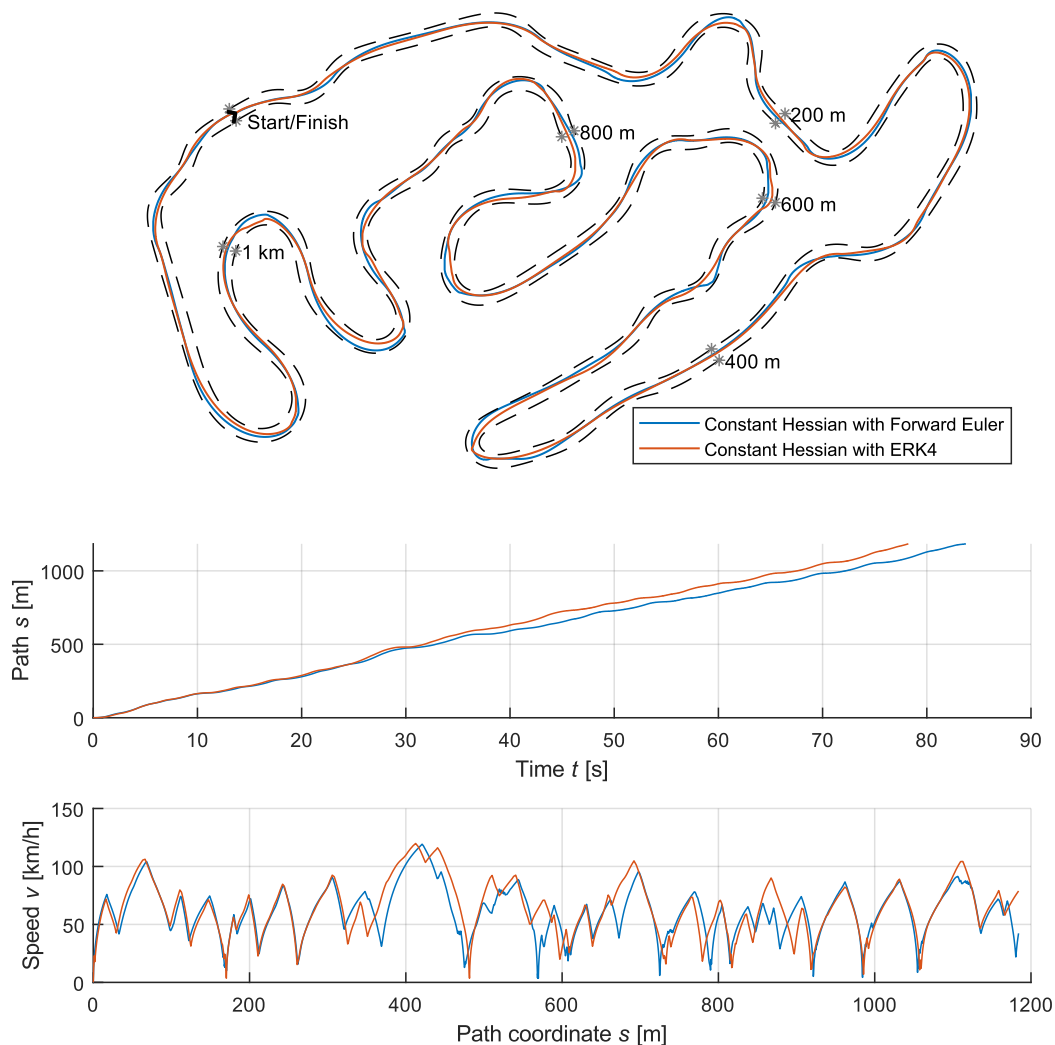 Start/Finish
200 m
800 m
600 m
1 km
400 m
Constant Hessian with Forward Euler
Constant Hessian with ERK4
Path s [m]
1000
500
0
0 10 20 30 40 50 60 70 80 90
Time t [s]
Speed v [km/h]
150
100
50
0
0 200 400 600 800 1000 1200
Path coordinate s [m]